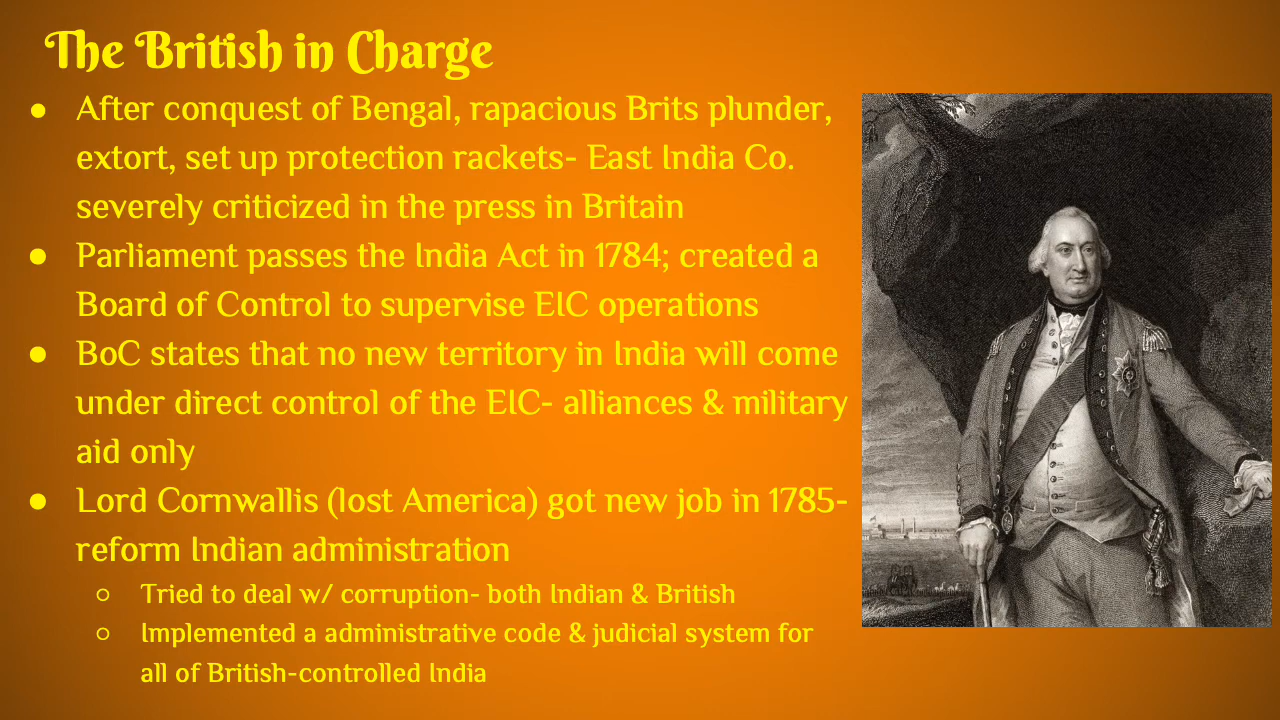 The British in Charge
● After conquest of Bengal, rapacious Brits plunder,
extort, set up protection rackets- East India Co.
severely criticized in the press in Britain
● Parliament passes the India Act in 1784; created a
Board of Control to supervise EIC operations
● BoC states that no new territory in India will come
under direct control of the EIC- alliances & military
aid only
● Lord Cornwallis (lost America) got new job in 1785-
reform Indian administration
○ Tried to deal w/ corruption- both Indian & British
○ Implemented a administrative code & judicial system for
all of British-controlled India